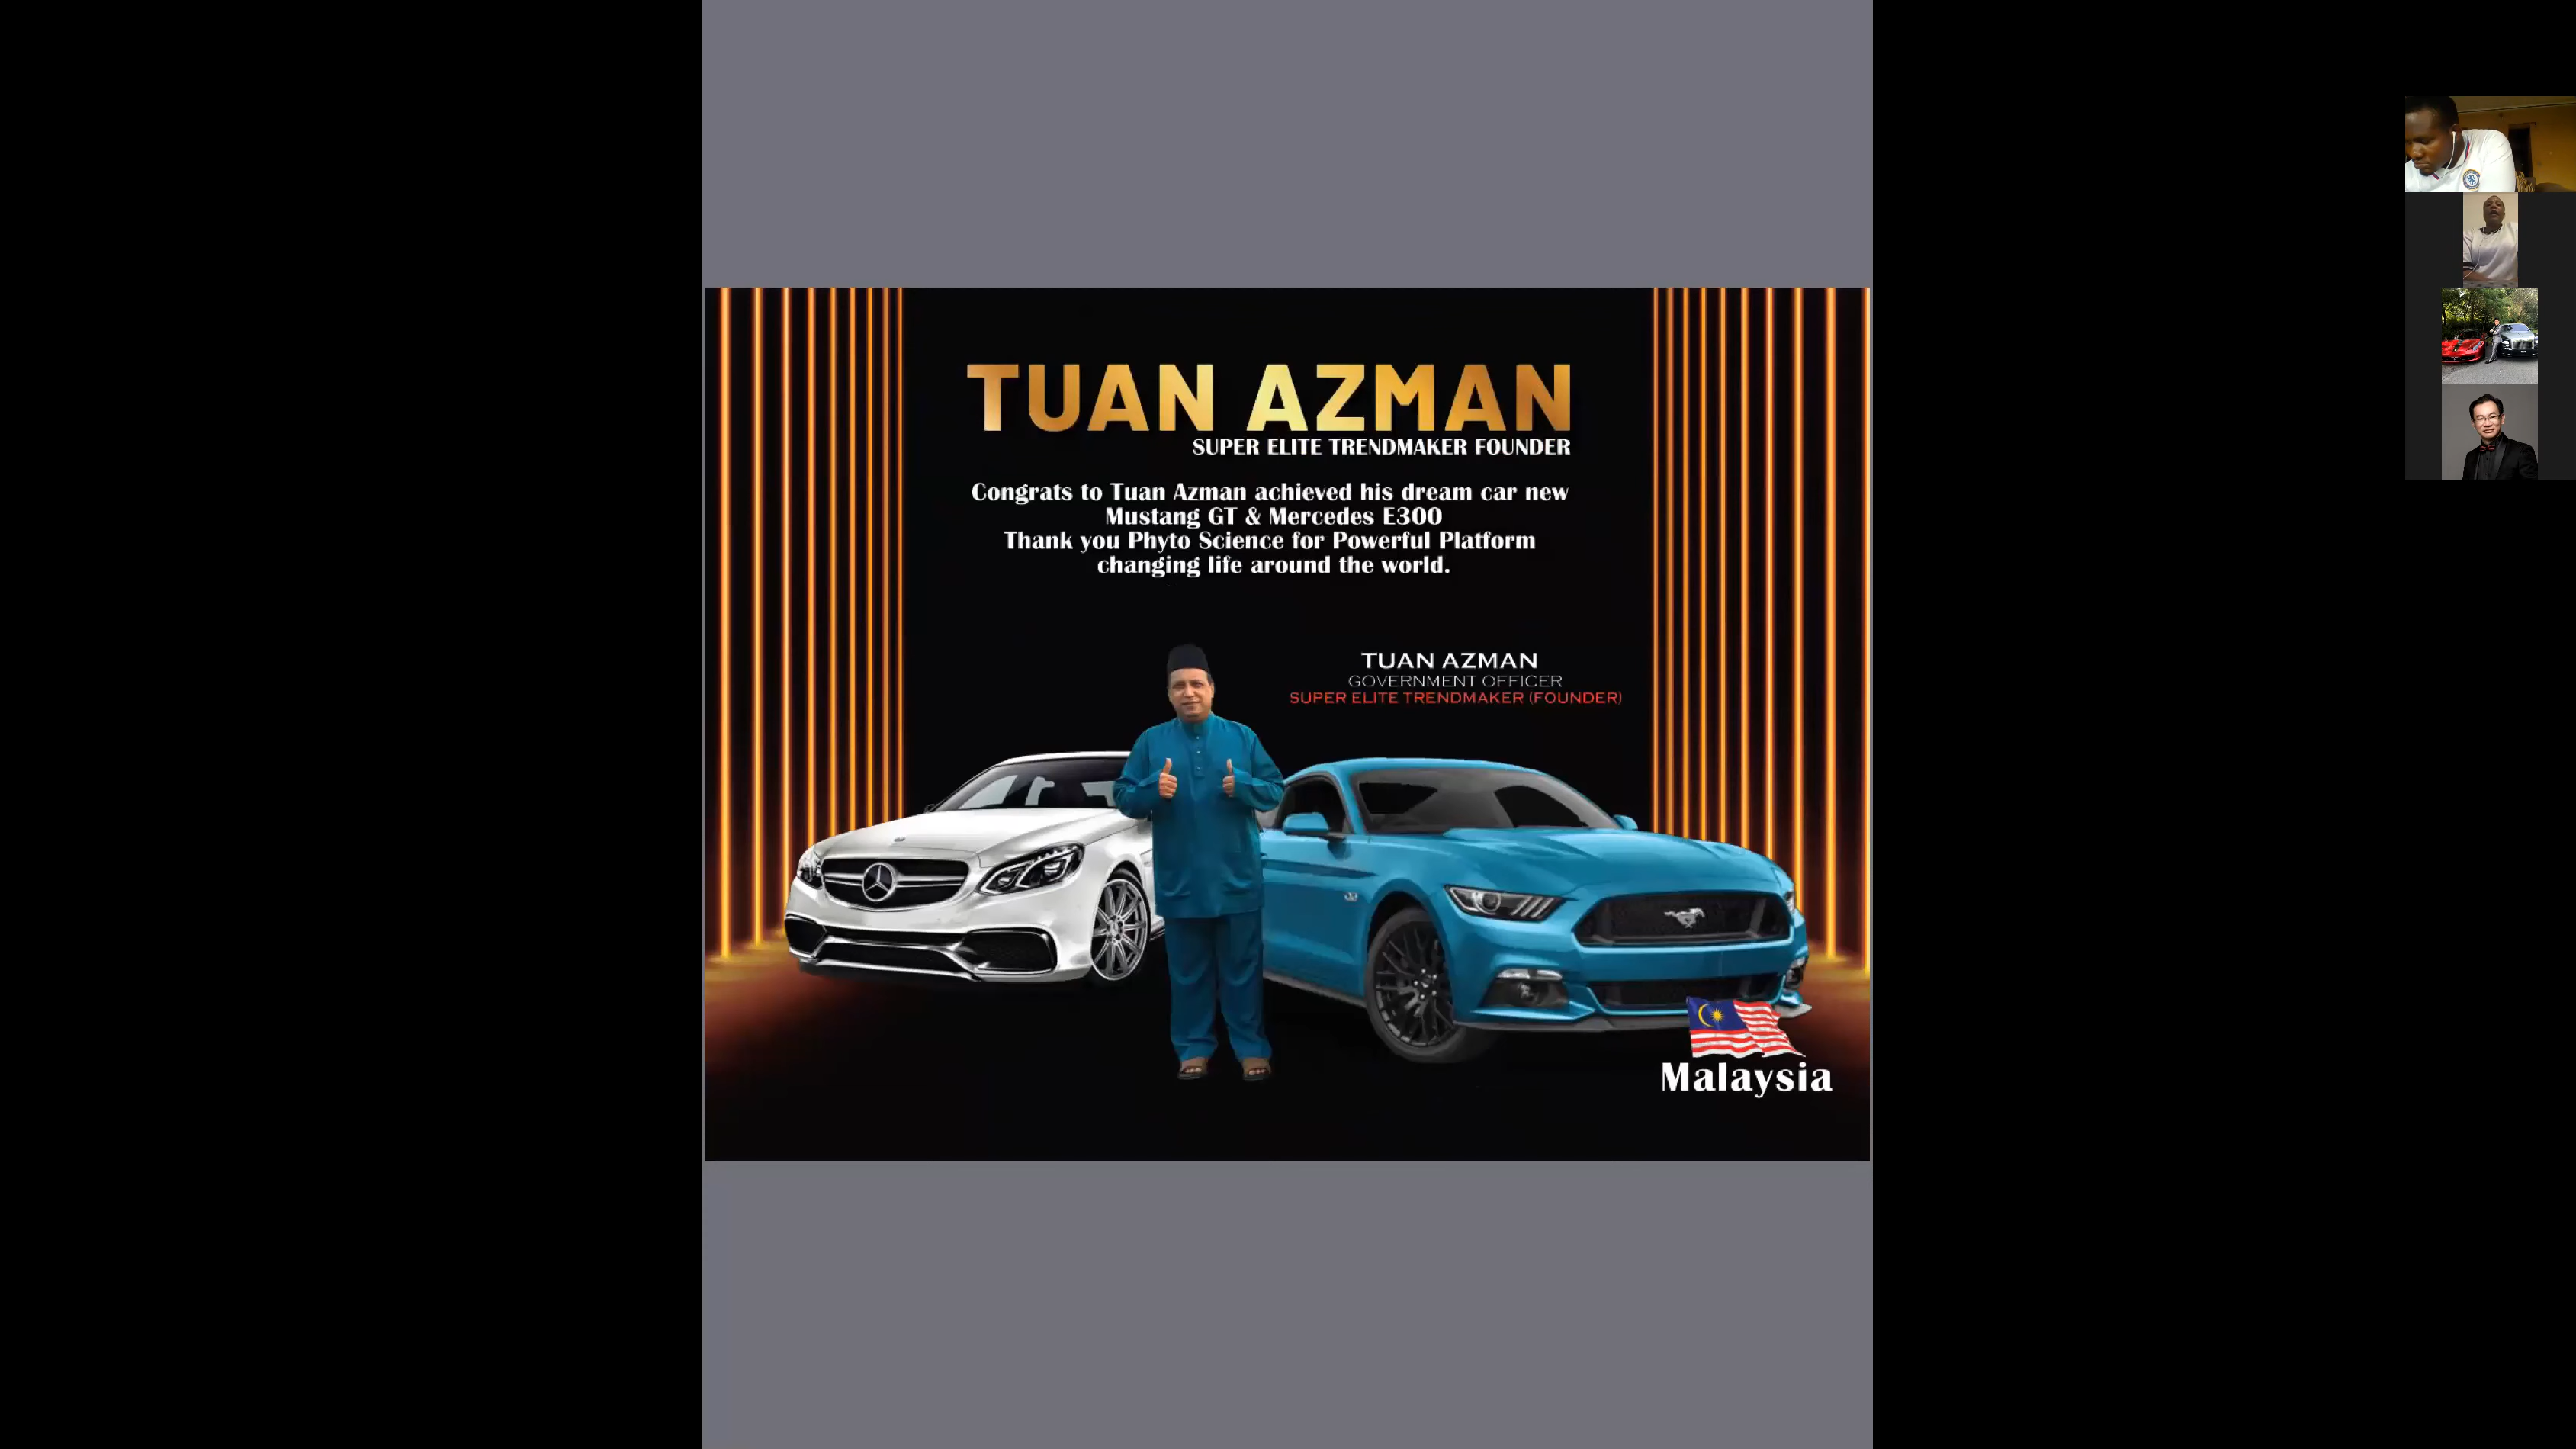 TUAN AZMAN
SUPER ELITE TRENDMAKER FOUNDER
Congrats to Tuan Azman achieved his dream car new
Mustang GT & Mercedes E300
Thank you Phyto Science for Powerful Platform
changing life around the world.
TUAN AZMAN
GOVERNMENT OFFICER
SUPER ELITE TRENDMAKER (FOUNDER)
Malaysia